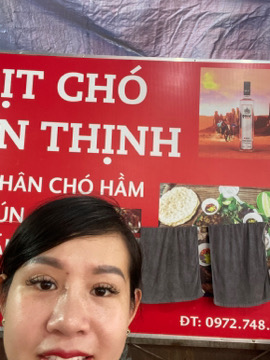 ỊT CHÓ
N THỊNH
HÂN CHÓ HẦM
ÚN
ĐT: 0972.748.